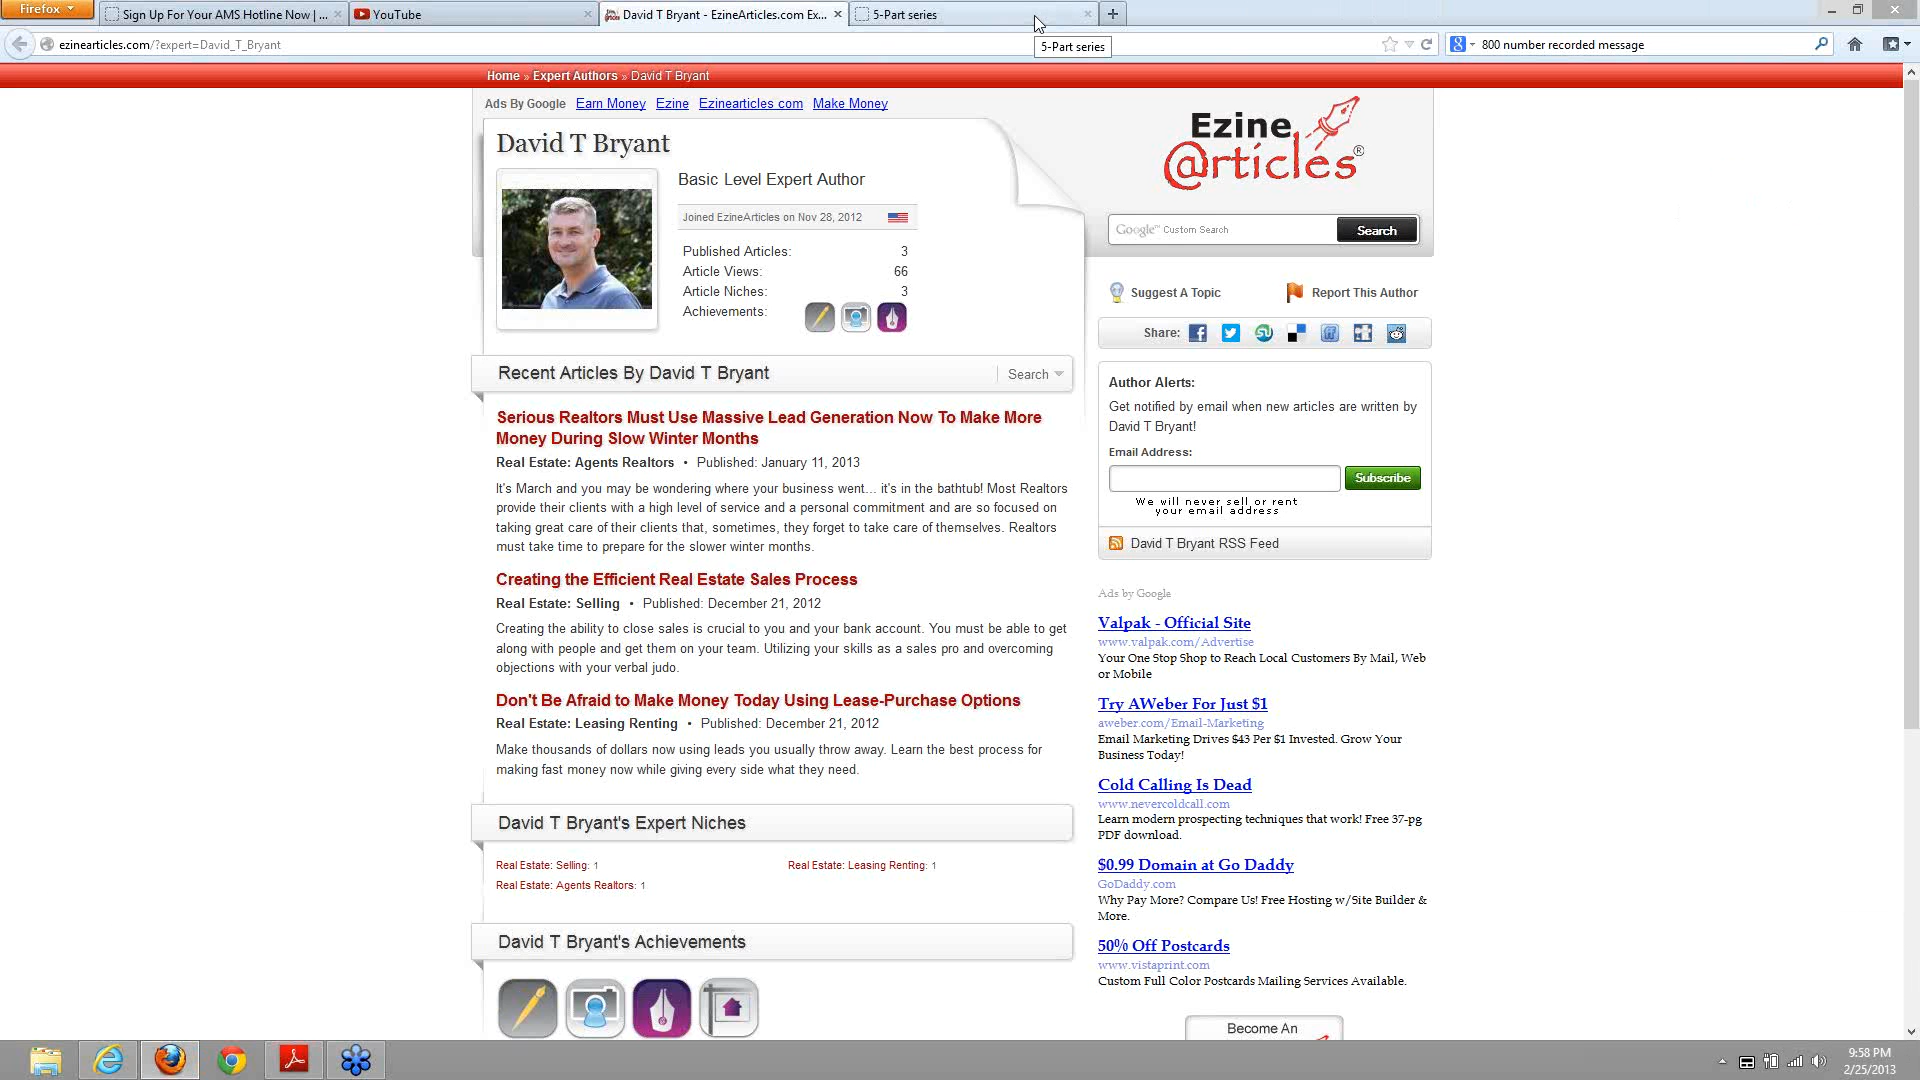 Firefox
Sign Up For Your AMS Hotline Now | ...
YouTube
David T Bryant - EzineArticles.com Ex...
5-Part series
ezinearticles.com/?expert=David_T_Bryant
5-Part series
800 number recorded message
Home » Expert Authors » David T Bryant
Ads By Google Earn Money Ezine Ezinearticles com Make Money
Ezine
@rticles®
David T Bryant
Basic Level Expert Author
Joined EzineArticles on Nov 28, 2012
Published Articles: 3
Article Views: 66
Article Niches: 3
Achievements:
Google™ Custom Search
Search
Suggest A Topic
Report This Author
Share:
Recent Articles By David T Bryant
Search
Serious Realtors Must Use Massive Lead Generation Now To Make More
Money During Slow Winter Months
Real Estate: Agents Realtors • Published: January 11, 2013
It's March and you may be wondering where your business went... it's in the bathtub! Most Realtors
provide their clients with a high level of service and a personal commitment and are so focused on
taking great care of their clients that, sometimes, they forget to take care of themselves. Realtors
must take time to prepare for the slower winter months.
Creating the Efficient Real Estate Sales Process
Real Estate: Selling • Published: December 21, 2012
Creating the ability to close sales is crucial to you and your bank account. You must be able to get
along with people and get them on your team. Utilizing your skills as a sales pro and overcoming
objections with your verbal judo.
Don't Be Afraid to Make Money Today Using Lease-Purchase Options
Real Estate: Leasing Renting • Published: December 21, 2012
Make thousands of dollars now using leads you usually throw away. Learn the best process for
making fast money now while giving every side what they need.
David T Bryant's Expert Niches
Real Estate: Selling: 1
Real Estate: Leasing Renting: 1
Real Estate: Agents Realtors: 1
David T Bryant's Achievements
Author Alerts:
Get notified by email when new articles are written by
David T Bryant!
Email Address:
Subscribe
We will never sell or rent
your email address
David T Bryant RSS Feed
Ads by Google
Valpak - Official Site
www.valpak.com/Advertise
Your One Stop Shop to Reach Local Customers By Mail, Web
or Mobile
Try AWeber For Just $1
aweber.com/Email-Marketing
Email Marketing Drives $43 Per $1 Invested. Grow Your
Business Today!
Cold Calling Is Dead
www.nevercoldcall.com
Learn modern prospecting techniques that work! Free 37-pg
PDF download.
$0.99 Domain at Go Daddy
GoDaddy.com
Why Pay More? Compare Us! Free Hosting w/Site Builder &
More.
50% Off Postcards
www.vistaprint.com
Custom Full Color Postcards Mailing Services Available.
Become An
9:58 PM
2/25/2013